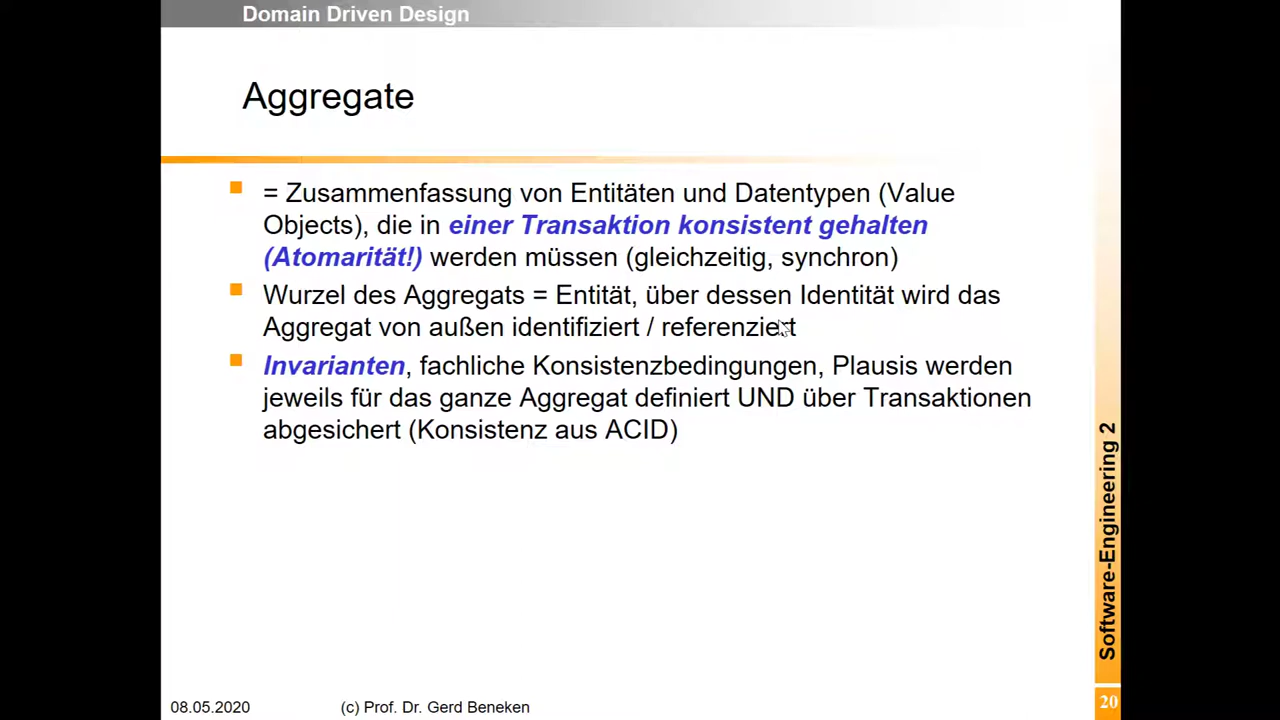 Domain Driven Design
Aggregate
= Zusammenfassung von Entitäten und Datentypen (Value
Objects), die in einer Transaktion konsistent gehalten
(Atomarität!) werden müssen (gleichzeitig, synchron)
Wurzel des Aggregats = Entität, über dessen Identität wird das
Aggregat von außen identifiziert / referenziert
Invarianten, fachliche Konsistenzbedingungen, Plausis werden
jeweils für das ganze Aggregat definiert UND über Transaktionen
abgesichert (Konsistenz aus ACID)
Software-Engineering 2
08.05.2020
(c) Prof. Dr. Gerd Beneken
20